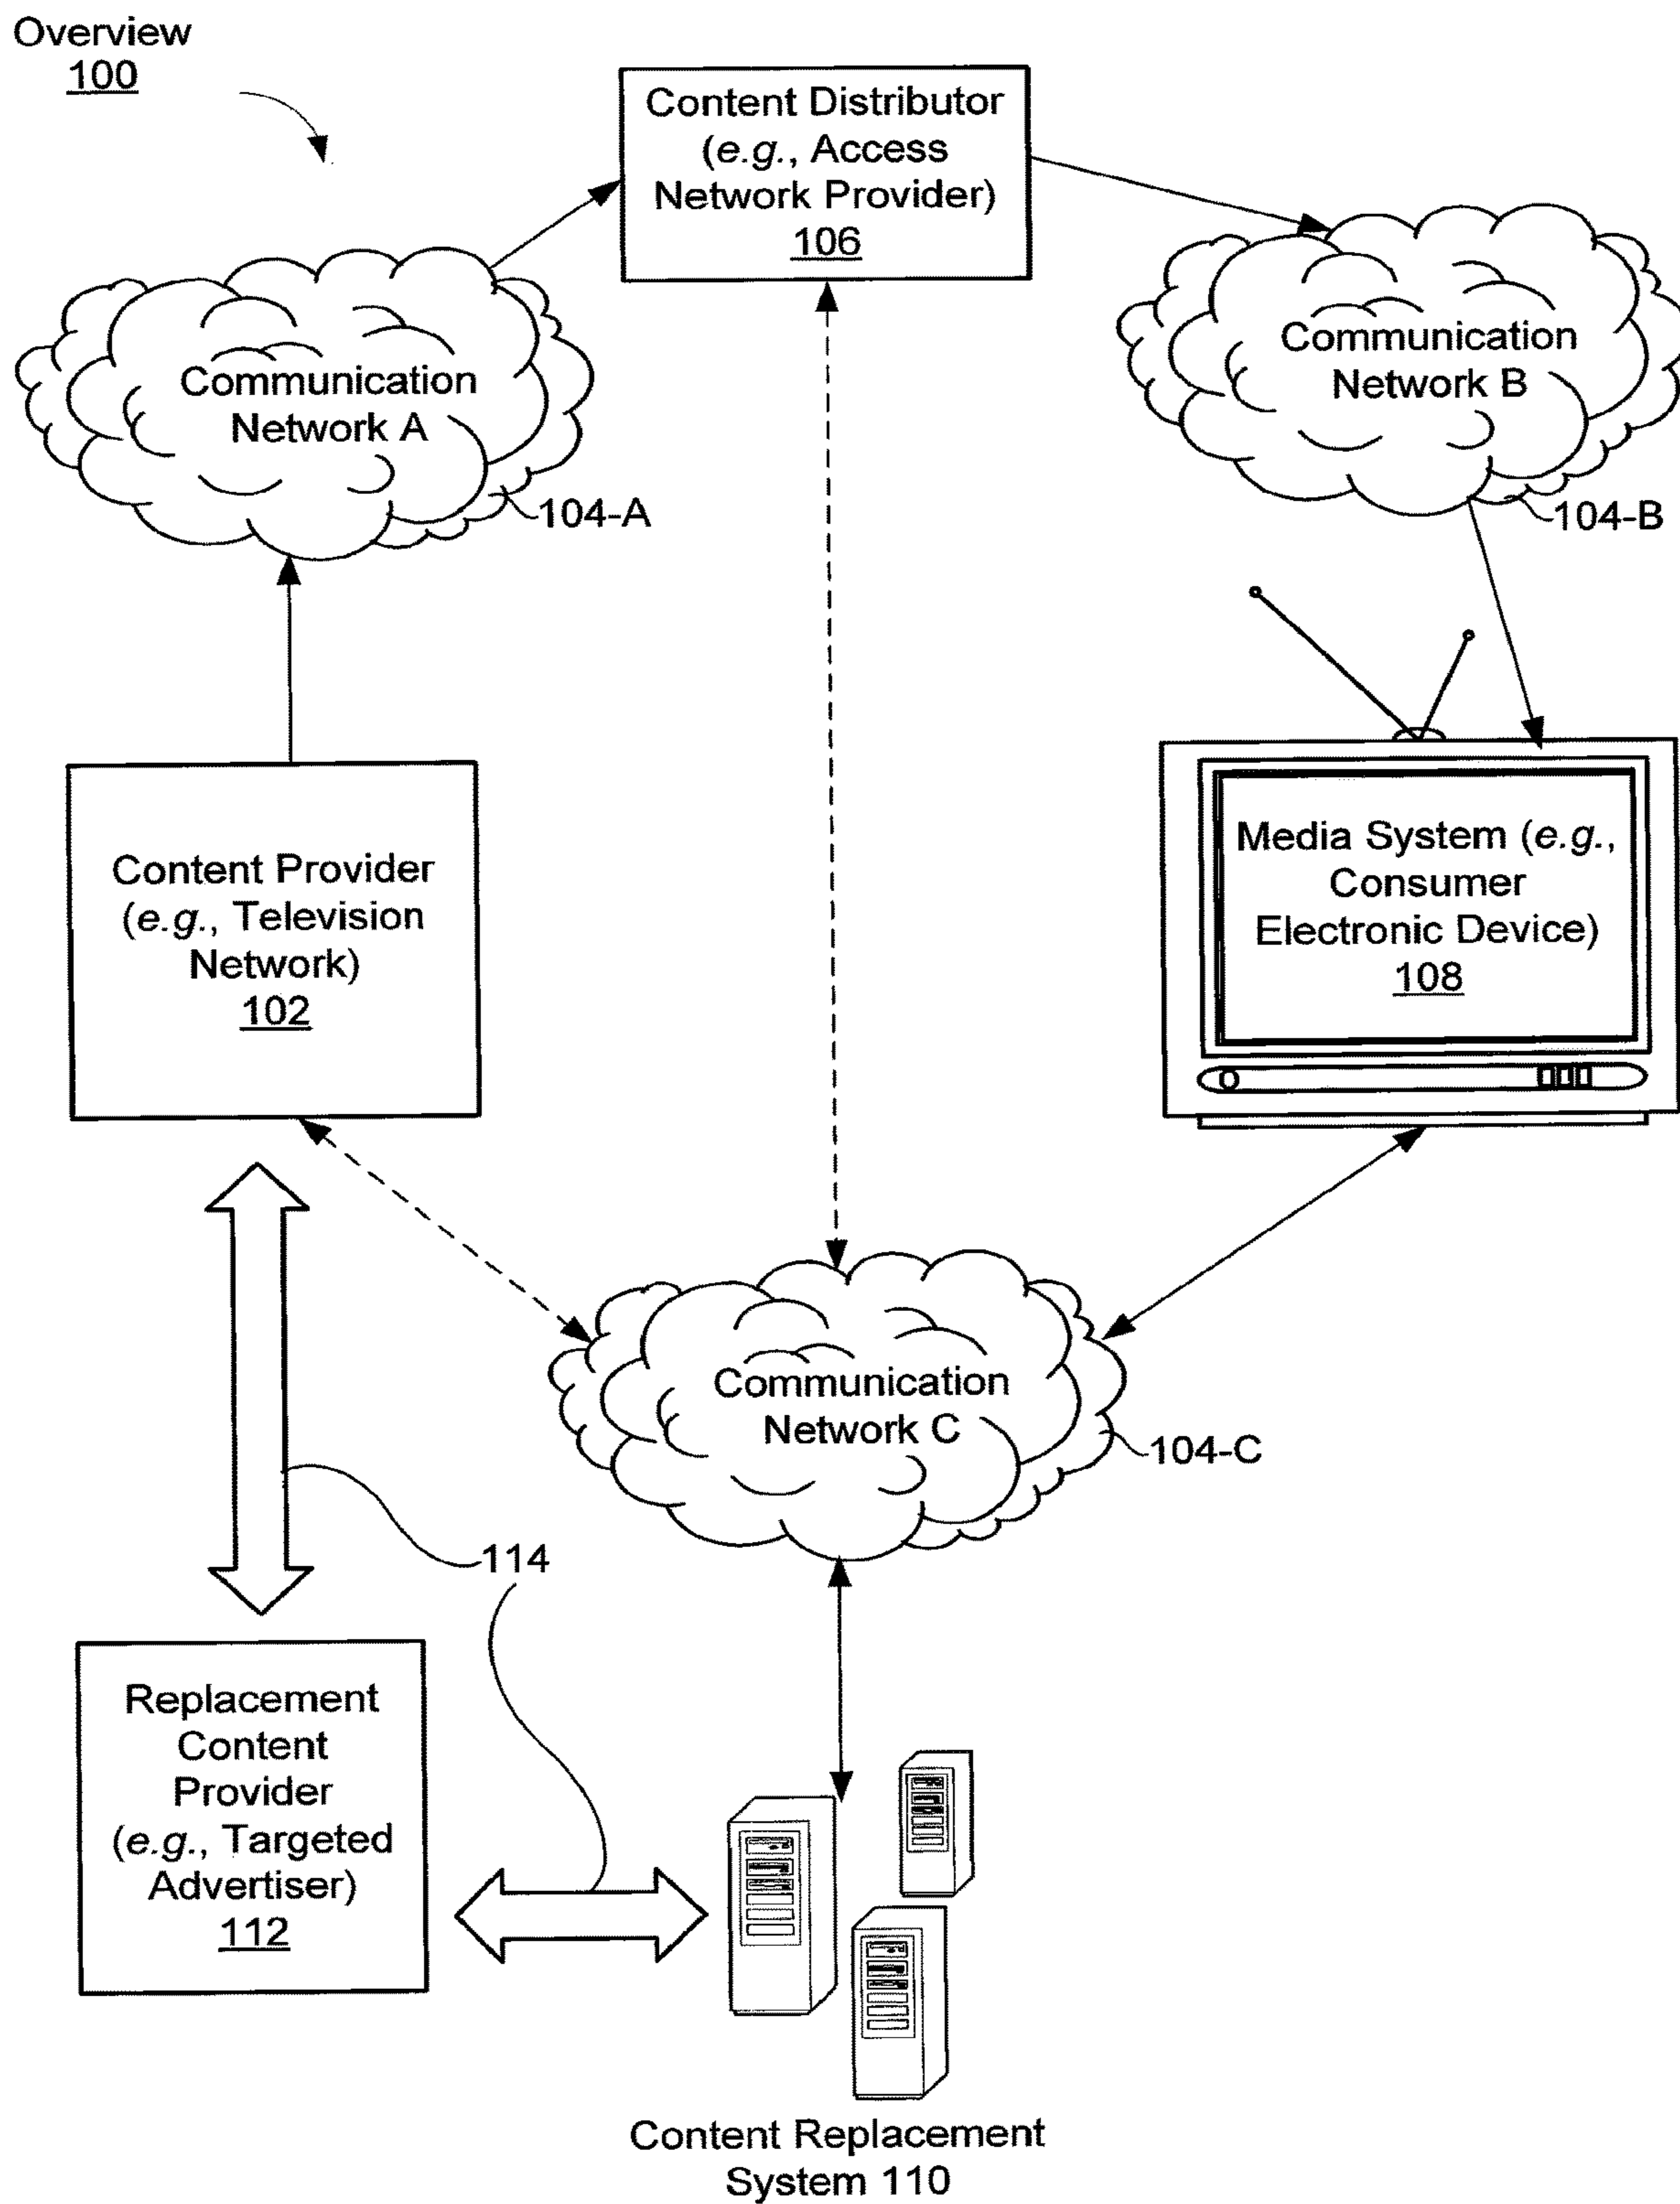 Overview
100
Content Distributor
(e.g., Access
Network Provider)
106
Communication
Network A
104-A
Communication
Network B
104-B
Content Provider
(e.g., Television
Network)
102
Media System (e.g.,
Consumer
Electronic Device)
108
Communication
Network C
104-C
114
Replacement
Content
Provider
(e.g., Targeted
Advertiser)
112
Content Replacement
System 110